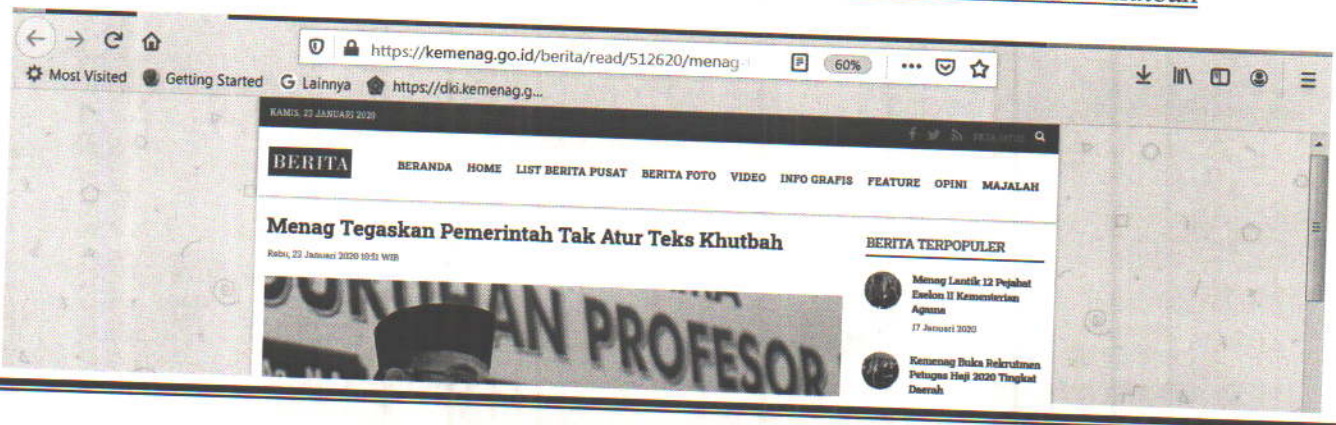 https://kemenag.go.id/berita/read/512620/menag-
60%
Most Visited Getting Started Lainnya https://dki.kemenag.g...
KAMIS, 23 JANUARI 2020
BERITA
BERANDA HOME LIST BERITA PUSAT BERITA FOTO VIDEO INFO GRAFIS FEATURE OPINI MAJALAH
Menag Tegaskan Pemerintah Tak Atur Teks Khutbah
Rabu, 22 Januari 2020 10:51 WIB
AN PROFESOR
BERITA TERPOPULER
Menag Lantik 12 Pejabat
Eselon II Kementerian
Agama
17 Januari 2020
Kemenag Buka Rekrutmen
Petugas Haji 2020 Tingkat
Daerah